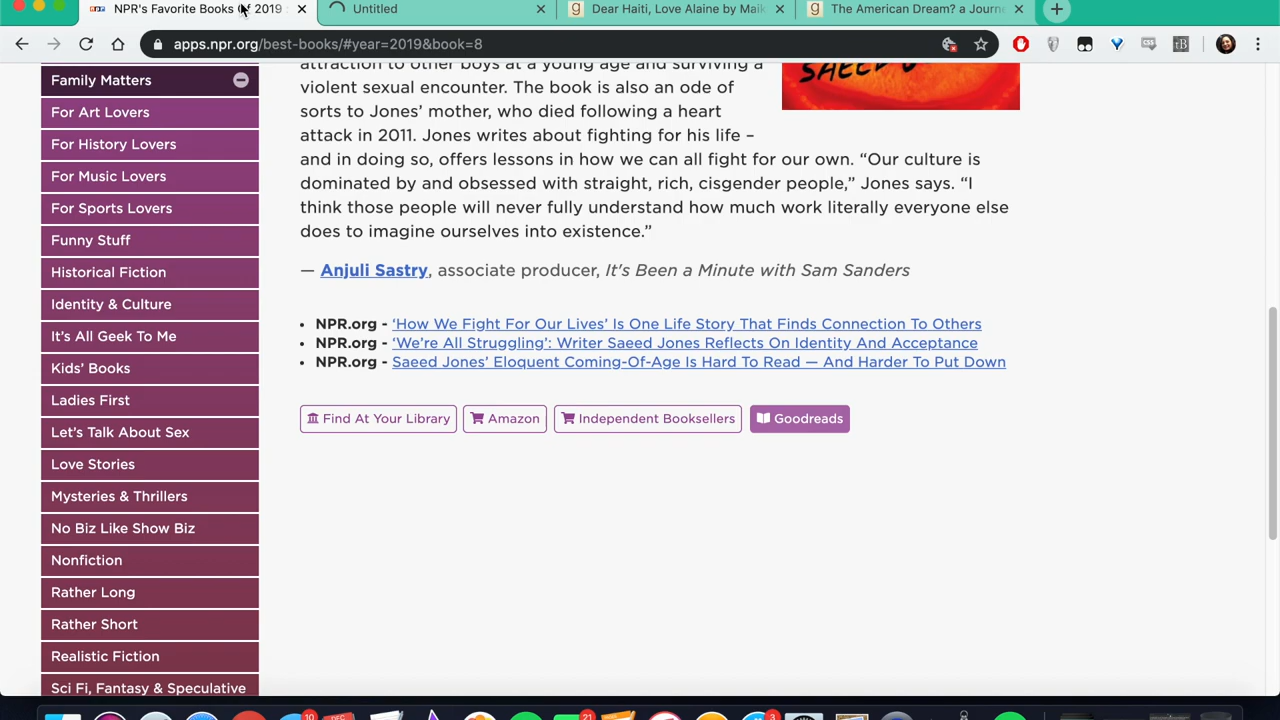 NPR's Favorite Books of 2019
Untitled
Dear Haiti, Love Alaine by Maik
The American Dream? a Journe
apps.npr.org/best-books/#year=2019&book=8
Family Matters
For Art Lovers
For History Lovers
For Music Lovers
For Sports Lovers
Funny Stuff
Historical Fiction
Identity & Culture
It's All Geek To Me
Kids' Books
Ladies First
Let's Talk About Sex
Love Stories
Mysteries & Thrillers
No Biz Like Show Biz
Nonfiction
Rather Long
Rather Short
Realistic Fiction
Sci Fi, Fantasy & Speculative
attraction to other boys at a young age and surviving a
violent sexual encounter. The book is also an ode of
sorts to Jones' mother, who died following a heart
attack in 2011. Jones writes about fighting for his life –
and in doing so, offers lessons in how we can all fight for our own. “Our culture is
dominated by and obsessed with straight, rich, cisgender people,” Jones says. “I
think those people will never fully understand how much work literally everyone else
does to imagine ourselves into existence.”
SAEED
— Anjuli Sastry, associate producer, It's Been a Minute with Sam Sanders
• NPR.org - ‘How We Fight For Our Lives’ Is One Life Story That Finds Connection To Others
• NPR.org - ‘We're All Struggling’: Writer Saeed Jones Reflects On Identity And Acceptance
• NPR.org - Saeed Jones' Eloquent Coming-Of-Age Is Hard To Read — And Harder To Put Down
Find At Your Library
Amazon
Independent Booksellers
Goodreads
10
DEC
21
3